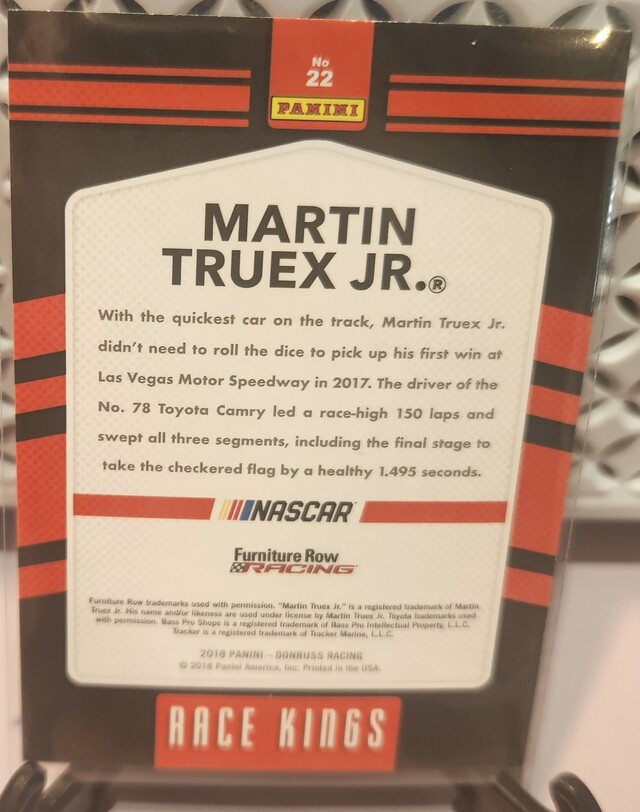 No
22
PANINI
MARTIN
TRUEX JR.®
With the quickest car on the track, Martin Truex Jr.
didn't need to roll the dice to pick up his first win at
Las Vegas Motor Speedway in 2017. The driver of the
No. 78 Toyota Camry led a race-high 150 laps and
swept all three segments, including the final stage to
take the checkered flag by a healthy 1.495 seconds.
NASCAR
Furniture Row
RACING
Furniture Row trademarks used with permission. "Martin Truex Jr." is a registered trademark of Martin
Truex Jr. His name and/or likeness are used under license by Martin Truex Jr. Toyota trademarks used
with permission. Bass Pro Shops is a registered trademark of Bass Pro Intellectual Property, L.L.C.
Tracker is a registered trademark of Tracker Marine, L.L.C.
2018 PANINI – DONRUSS RACING
© 2018 Panini America, Inc. Printed in the USA.
RACE KINGS